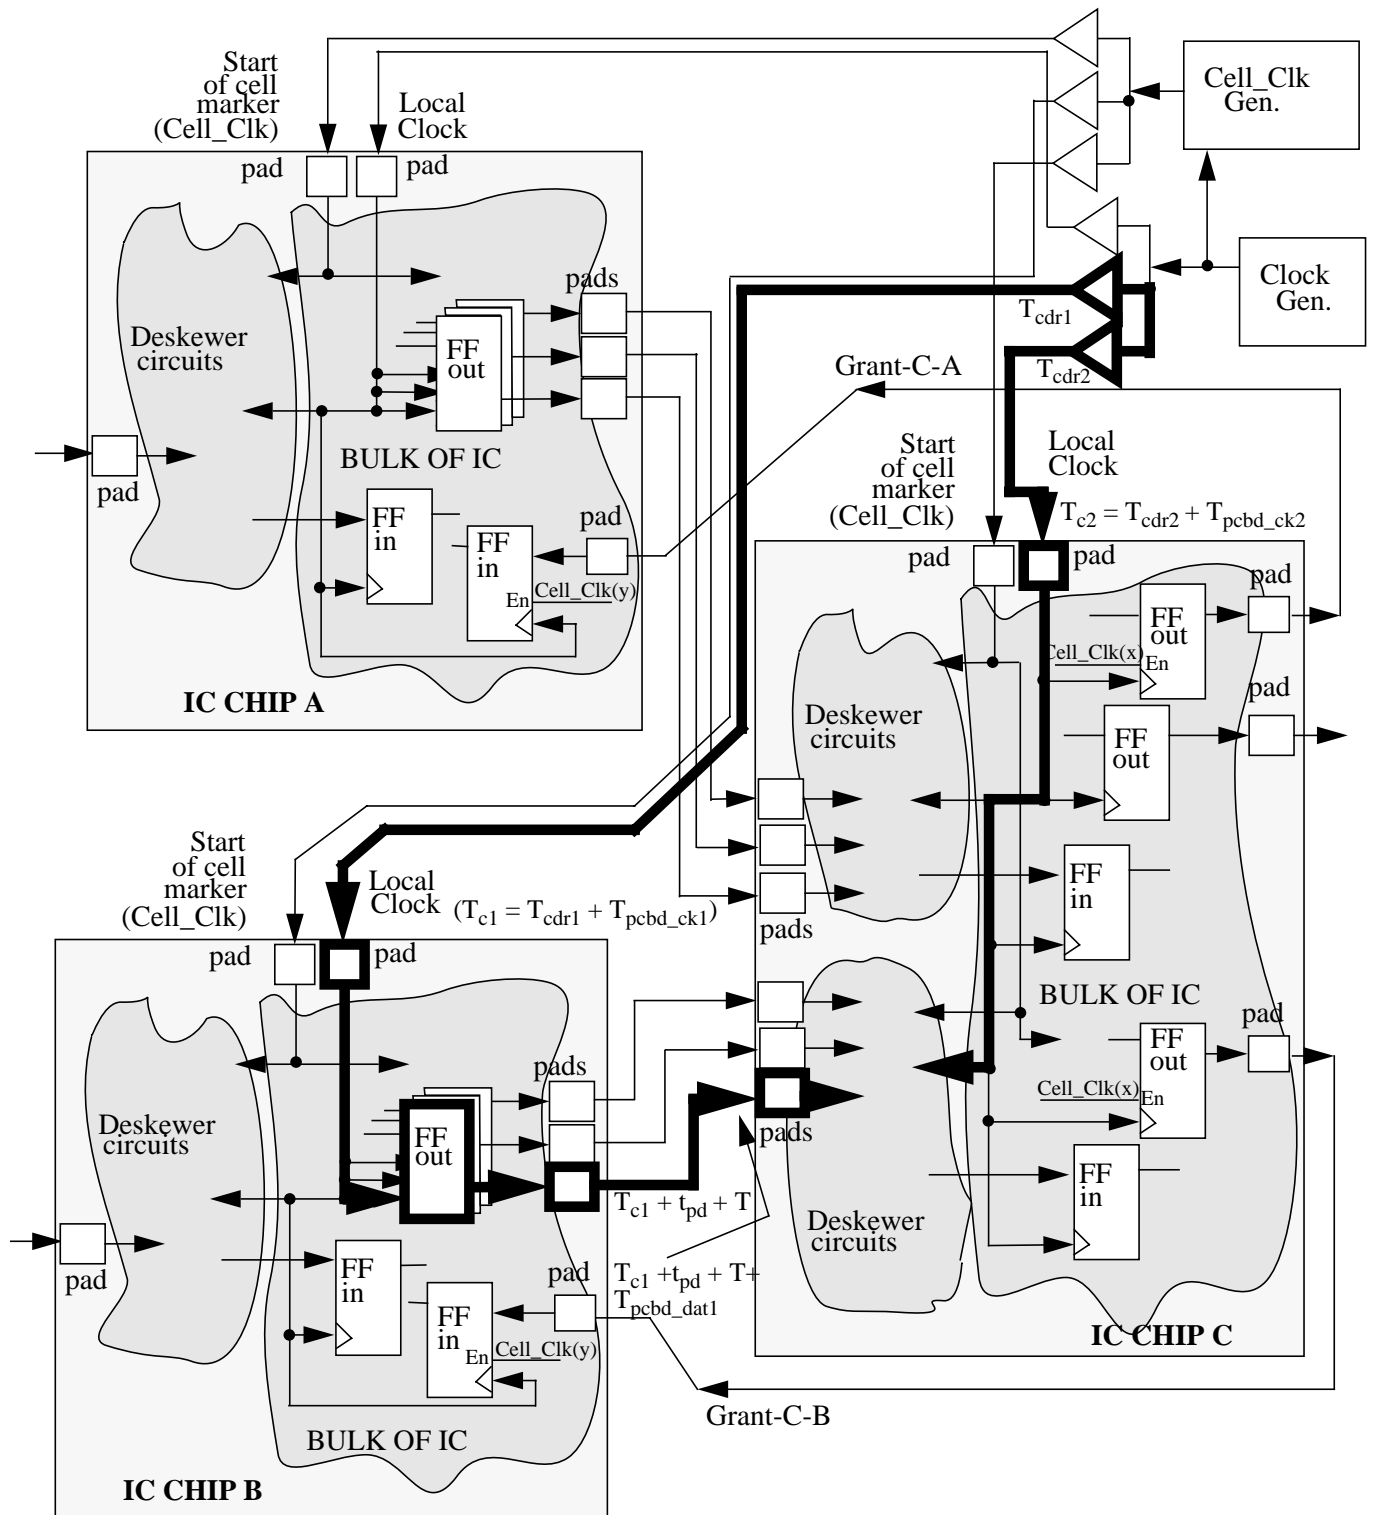 Start
of cell
marker
(Cell_Clk)
Local
Clock
pad
pad
Cell_Clk
Gen.
Clock
Gen.
T_cdr1
T_cdr2
Deskewer
circuits
pads
FF
out
Grant-C-A
BULK OF IC
pad
FF
in
FF
in
En
Cell_Clk(y)
pad
IC CHIP A
Start
of cell
marker
(Cell_Clk)
Local
Clock
T_c2 = T_cdr2 + T_pcbd_ck2
pad
pad
pad
FF
out
Cell_Clk(x)
En
pad
FF
out
Deskewer
circuits
FF
in
pads
BULK OF IC
pad
FF
out
Cell_Clk(x)
En
pads
FF
in
Deskewer
circuits
IC CHIP C
Start
of cell
marker
(Cell_Clk)
Local
Clock
(T_c1 = T_cdr1 + T_pcbd_ck1)
pad
pad
pads
Deskewer
circuits
FF
out
T_c1 + t_pd + T
T_c1 +t_pd + T+
T_pcbd_dat1
pad
FF
in
pad
FF
in
En
Cell_Clk(y)
BULK OF IC
Grant-C-B
IC CHIP B